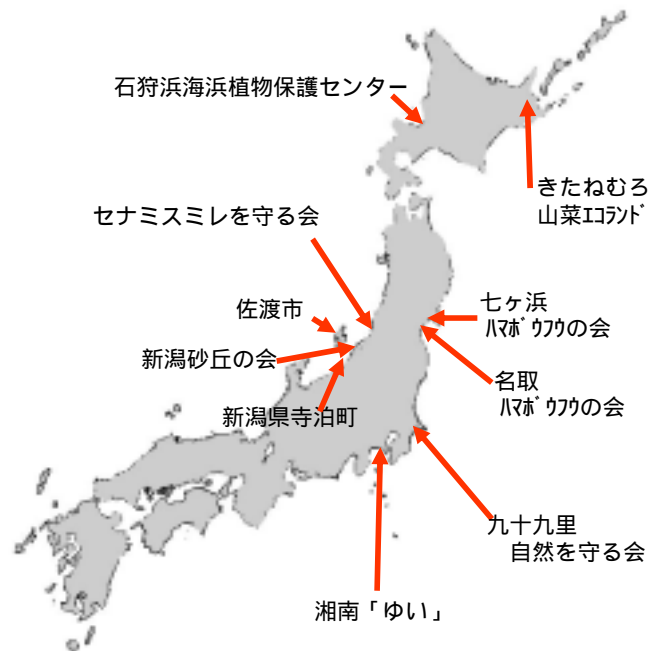 石狩浜海浜植物保護センター
きたねむろ
山菜ｴｺﾗﾝﾄﾞ
セナミスミレを守る会
佐渡市
七ヶ浜
ﾊﾏﾎﾞｳﾌｳの会
新潟砂丘の会
名取
ﾊﾏﾎﾞｳﾌｳの会
新潟県寺泊町
九十九里
自然を守る会
湘南「ゆい」